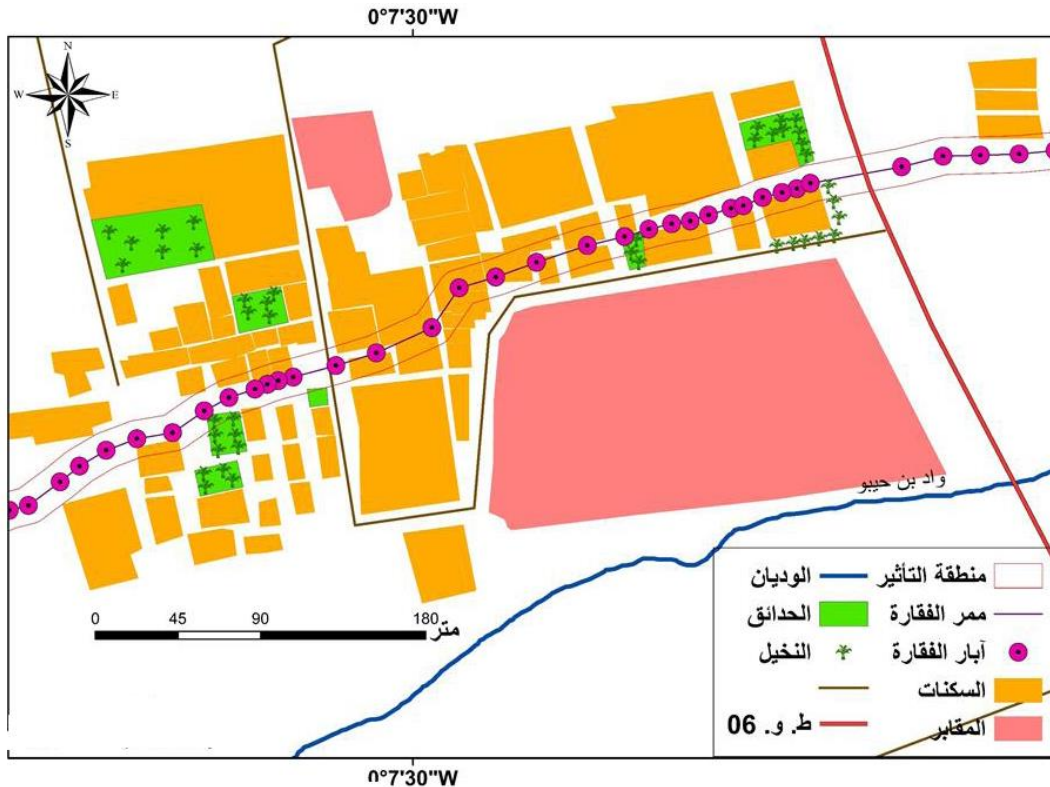 0°7'30"W
N
W E
S
واد بن حيبو
0 45 90 180
متر
منطقة التأثير الوديان
ممر الفقارة الحدائق
آبار الفقارة النخيل
السكنات
المقابر ط. و. 06
0°7'30"W